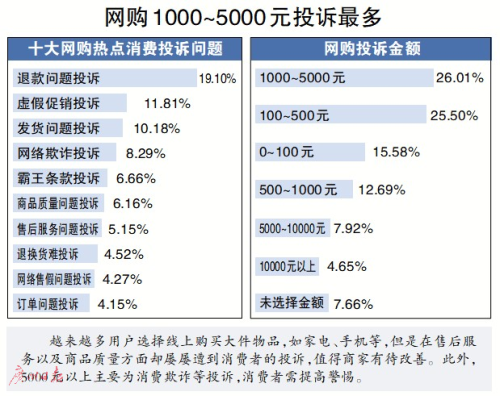 网购1000~5000元投诉最多
十大网购热点消费投诉问题
退款问题投诉 19.10%
虚假促销投诉 11.81%
发货问题投诉 10.18%
网络欺诈投诉 8.29%
霸王条款投诉 6.66%
商品质量问题投诉 6.16%
售后服务问题投诉 5.15%
退换货难投诉 4.52%
网络售假问题投诉 4.27%
订单问题投诉 4.15%
网购投诉金额
1000~5000元 26.01%
100~500元 25.50%
0~100元 15.58%
500~1000元 12.69%
5000~10000元 7.92%
10000元以上 4.65%
未选择金额 7.66%
越来越多用户选择线上购买大件物品,如家电、手机等,但是在售后服
务以及商品质量方面却屡屡遭到消费者的投诉,值得商家有待改善。此外,
5000元以上主要为消费欺诈等投诉,消费者需提高警惕。